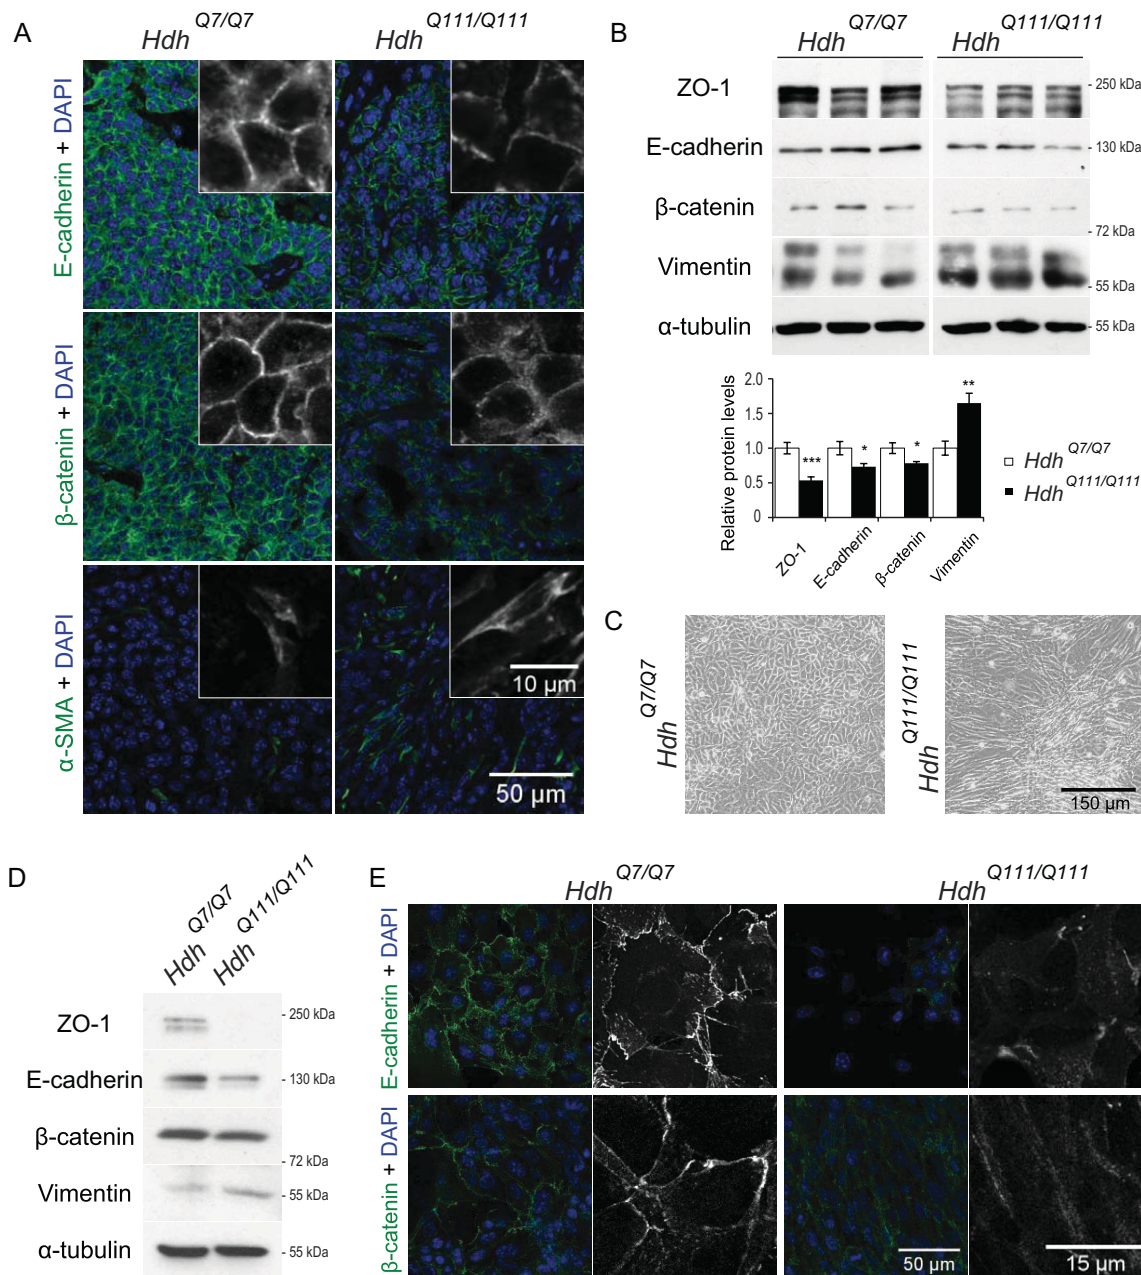 A
Hdh Q7/Q7
Hdh Q111/Q111
E-cadherin + DAPI
β-catenin + DAPI
α-SMA + DAPI
10 µm
50 µm
B
Hdh Q7/Q7
Hdh Q111/Q111
ZO-1
- 250 kDa
E-cadherin
- 130 kDa
β-catenin
- 72 kDa
Vimentin
- 55 kDa
α-tubulin
- 55 kDa
Relative protein levels
2.0
1.5
1.0
0.5
0
***
*
*
**
ZO-1
E-cadherin
β-catenin
Vimentin
Hdh Q7/Q7
Hdh Q111/Q111
C
Hdh Q7/Q7
Hdh Q111/Q111
150 µm
D
Hdh Q7/Q7
Hdh Q111/Q111
ZO-1
- 250 kDa
E-cadherin
- 130 kDa
β-catenin
- 72 kDa
Vimentin
- 55 kDa
α-tubulin
- 55 kDa
E
Hdh Q7/Q7
Hdh Q111/Q111
E-cadherin + DAPI
β-catenin + DAPI
50 µm
15 µm